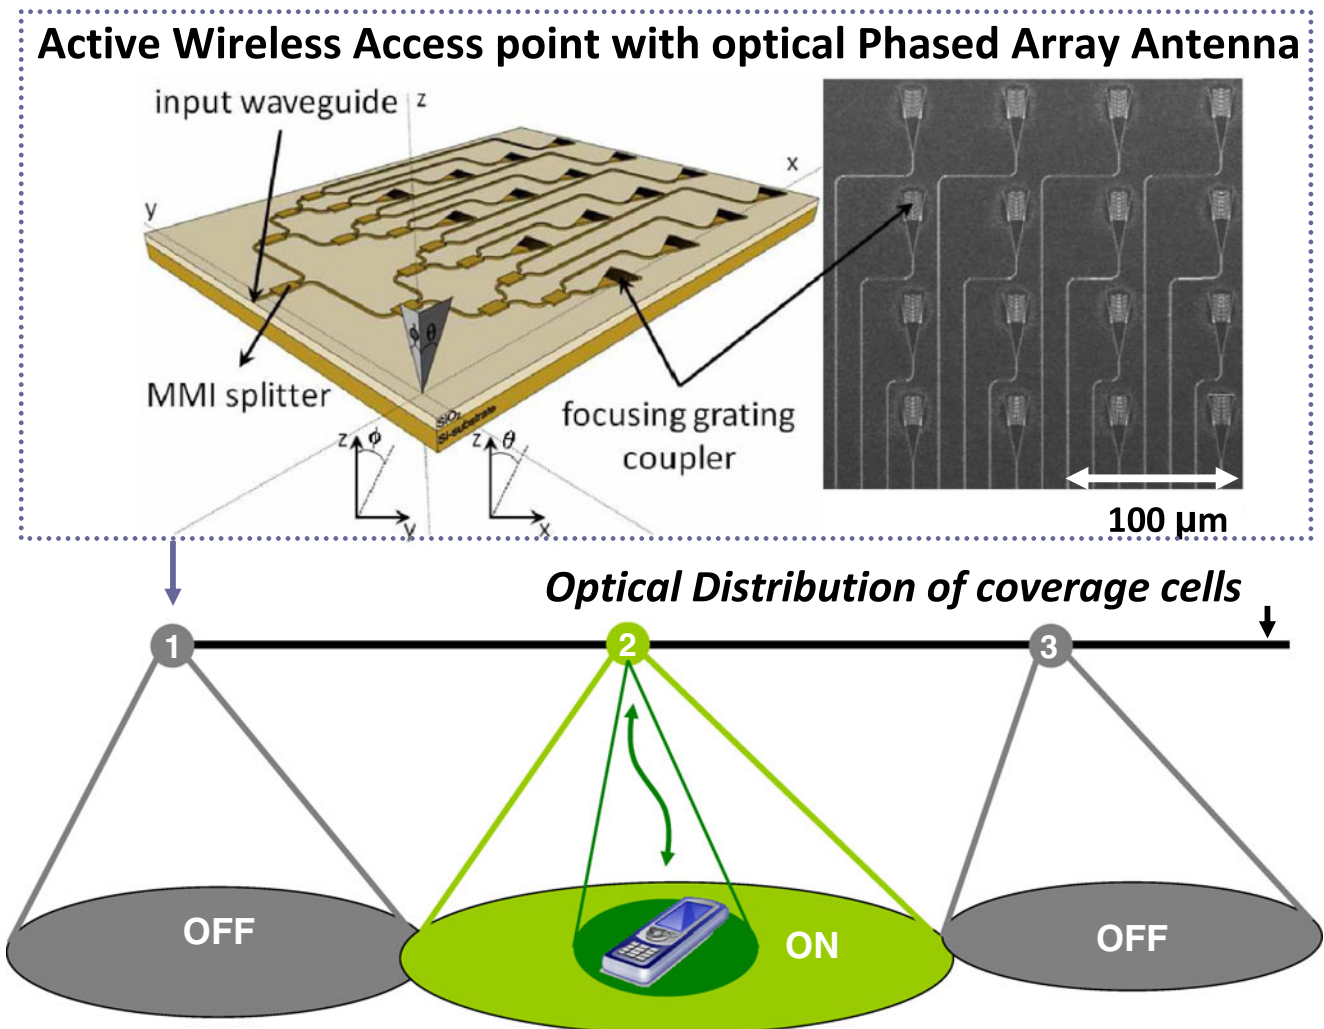 Active Wireless Access point with optical Phased Array Antenna
input waveguide
z
x
y
ϕ θ
MMI splitter
SiO₂
Si-substrate
focusing grating
coupler
z ϕ
y
z θ
x
100 µm
Optical Distribution of coverage cells
1
2
3
OFF
ON
OFF